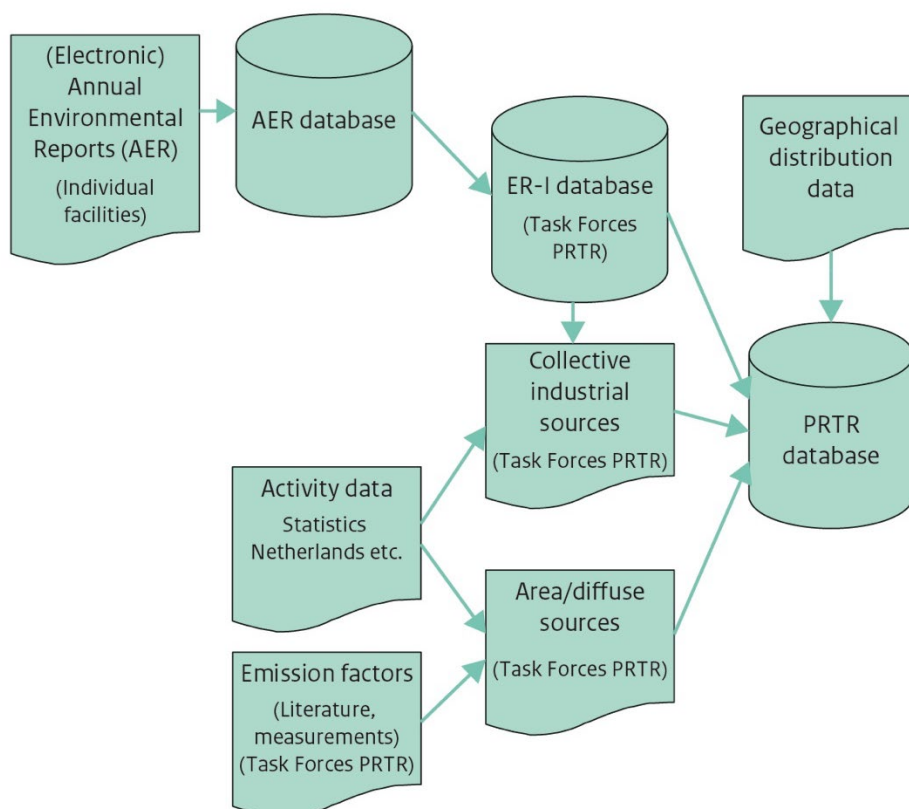 (Electronic)
Annual
Environmental
Reports (AER)
(Individual
facilities)
AER database
ER-I database
(Task Forces
PRTR)
Geographical
distribution
data
Collective
industrial
sources
(Task Forces PRTR)
PRTR
database
Activity data
Statistics
Netherlands etc.
Area/diffuse
sources
(Task Forces PRTR)
Emission factors
(Literature,
measurements)
(Task Forces PRTR)